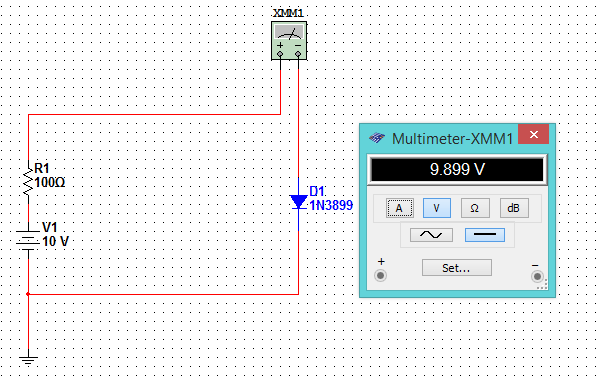 XMM1
+ −
R1
100Ω
V1
10 V
D1
1N3899
Multimeter-XMM1
x
9.899 V
A V Ω dB
+ −
Set...